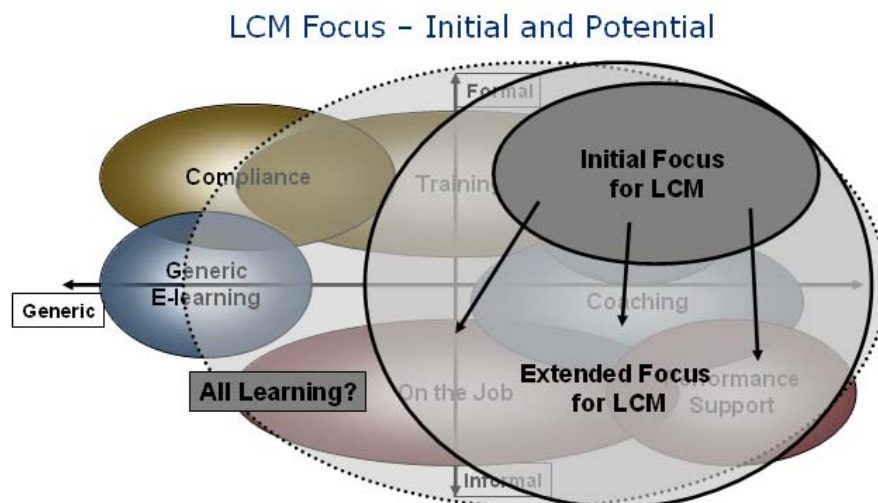 LCM Focus – Initial and Potential
Formal
Compliance
Training
Initial Focus
for LCM
Generic
E-learning
Generic
Coaching
All Learning?
On the Job
Extended Focus
for LCM
Performance
Support
Informal